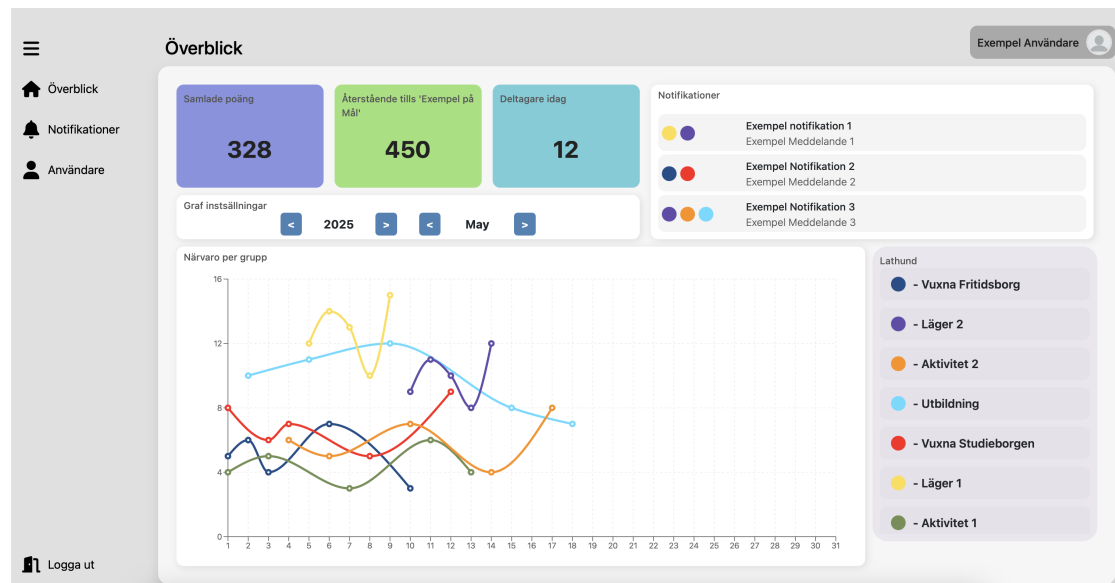 Överblick
Exempel Användare
Överblick
Notifikationer
Användare
Logga ut
Samlade poäng
328
Återstående tills 'Exempel på
Mål'
450
Deltagare idag
12
Notifikationer
Exempel notifikation 1
Exempel Meddelande 1
Exempel Notifikation 2
Exempel Meddelande 2
Exempel Notifikation 3
Exempel Meddelande 3
Graf instsällningar
< 2025 > < May >
Närvaro per grupp
16
12
8
4
0
1 2 3 4 5 6 7 8 9 10 11 12 13 14 15 16 17 18 19 20 21 22 23 24 25 26 27 28 29 30 31
Lathund
- Vuxna Fritidsborg
- Läger 2
- Aktivitet 2
- Utbildning
- Vuxna Studieborgen
- Läger 1
- Aktivitet 1